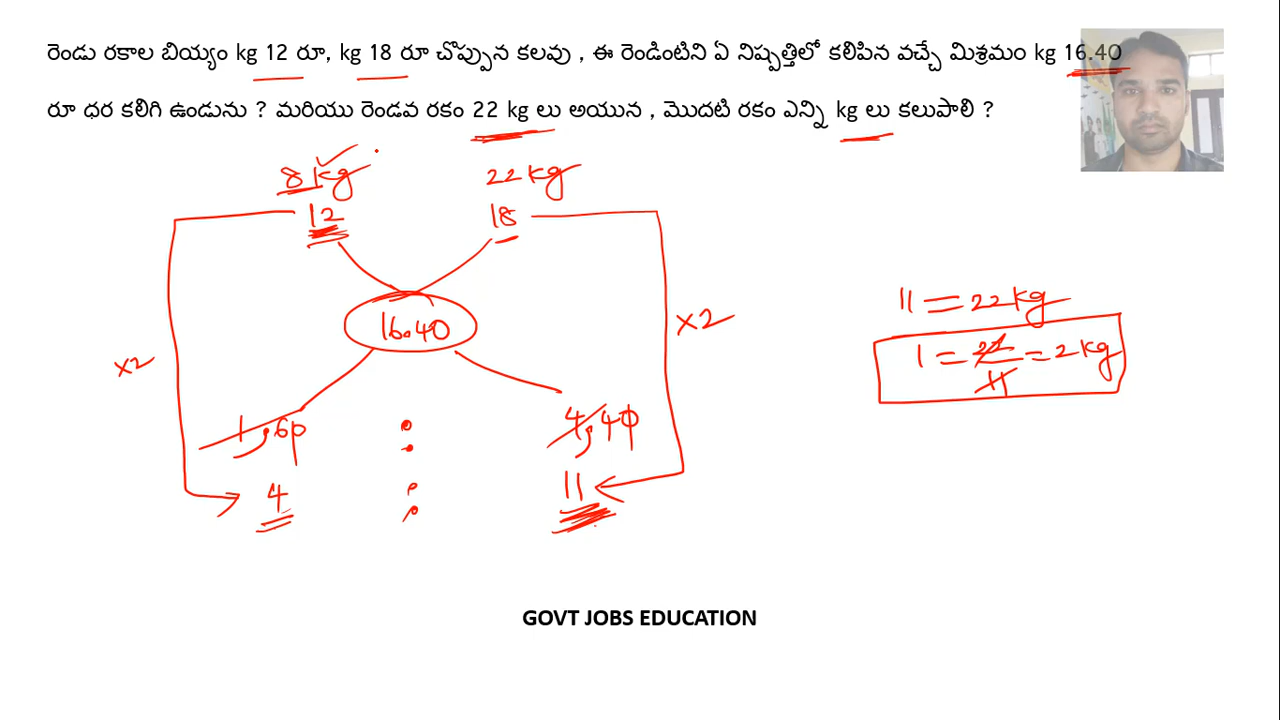 రెండు రకాల బియ్యం kg 12 రూ, kg 18 రూ చొప్పున కలవు , ఈ రెండింటిని ఏ నిష్పత్తిలో కలిపిన వచ్చే మిశ్రమం kg 16.40
రూ ధర కలిగి ఉండును ? మరియు రెండవ రకం 22 kg లు అయున , మొదటి రకం ఎన్ని kg లు కలుపాలి ?
8 kg 22 kg
12 18
11 = 22 kg
16.40 ×2
×2 1 = 22/11 = 2 kg
1.60 : 4.40
4 : 11
GOVT JOBS EDUCATION